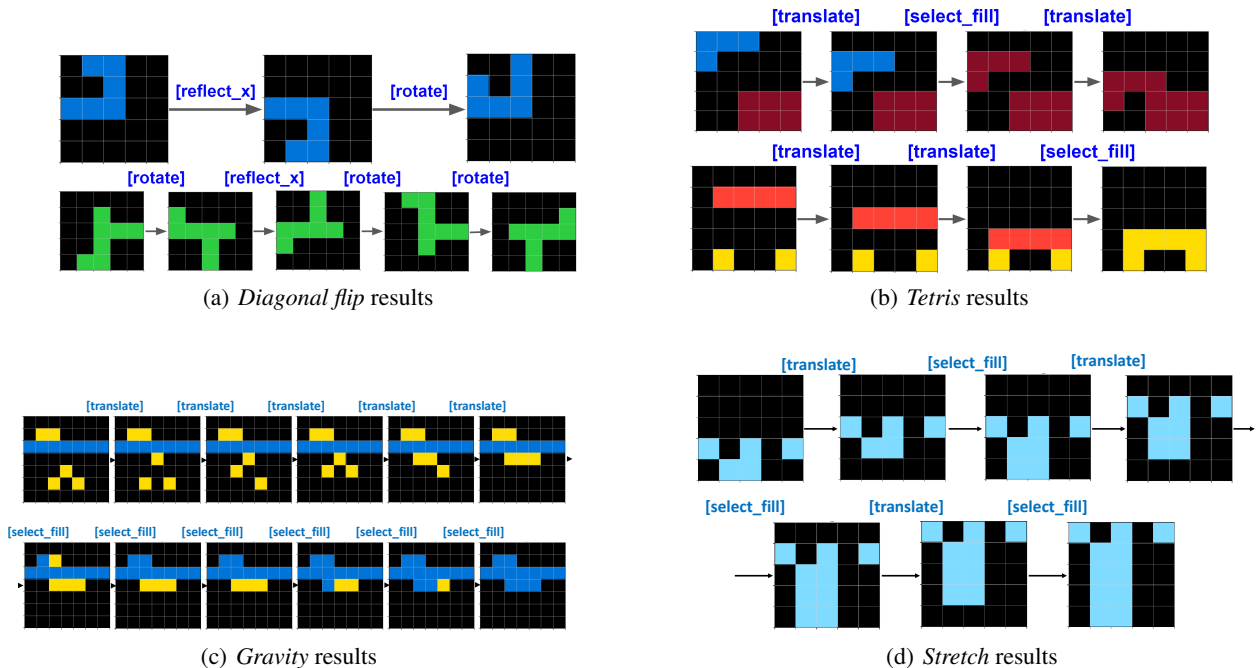 [reflect_x] [rotate]
[rotate] [reflect_x] [rotate] [rotate]
(a) Diagonal flip results
[translate] [select_fill] [translate]
[translate] [translate] [select_fill]
(b) Tetris results
[translate] [translate] [translate] [translate] [translate]
[select_fill] [select_fill] [select_fill] [select_fill] [select_fill] [select_fill]
(c) Gravity results
[translate] [select_fill] [translate]
[select_fill] [translate] [select_fill]
(d) Stretch results